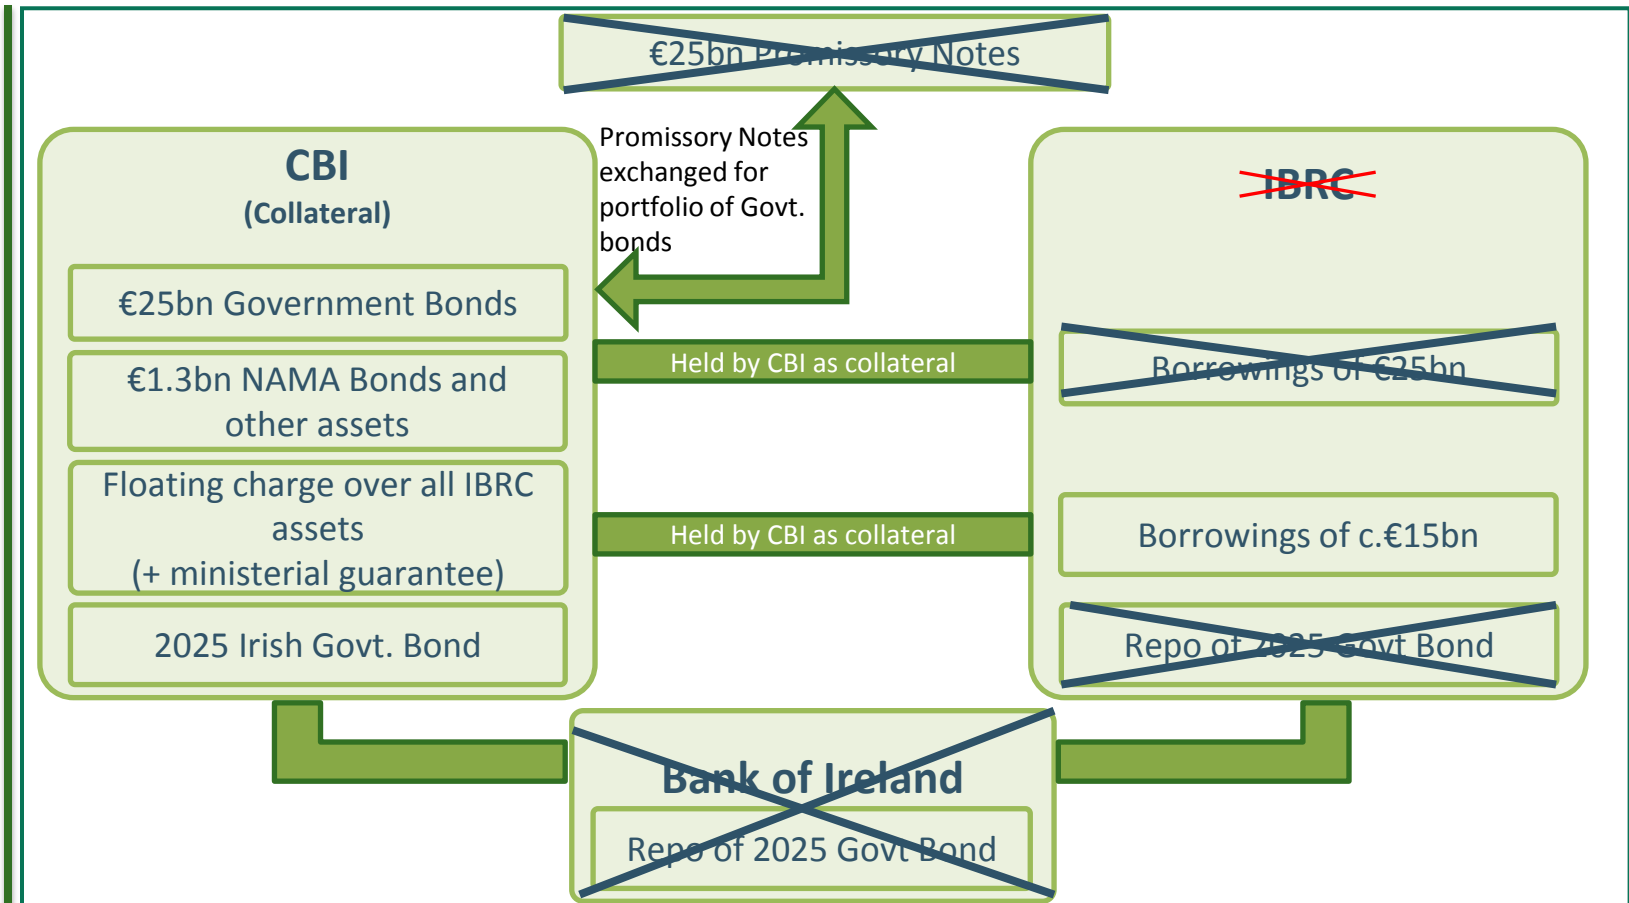 €25bn Promissory Notes
Promissory Notes
exchanged for
portfolio of Govt.
bonds
CBI
(Collateral)
€25bn Government Bonds
€1.3bn NAMA Bonds and
other assets
Floating charge over all IBRC
assets
(+ ministerial guarantee)
2025 Irish Govt. Bond
Held by CBI as collateral
Held by CBI as collateral
IBRC
Borrowings of €25bn
Borrowings of c.€15bn
Repo of 2025 Govt Bond
Bank of Ireland
Repo of 2025 Govt Bond